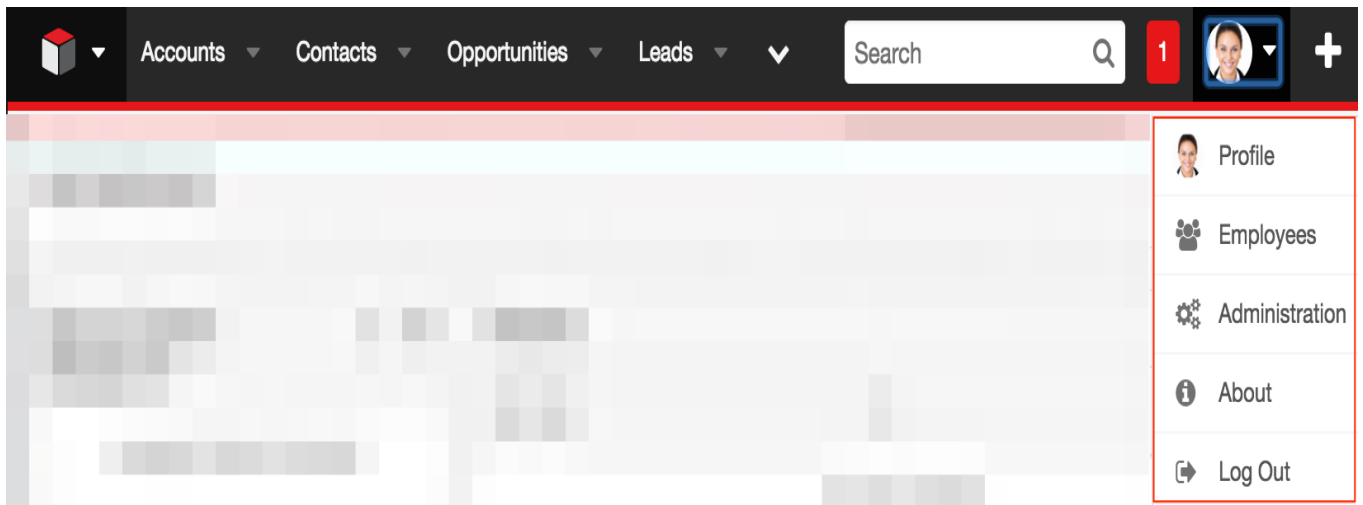 Accounts Contacts Opportunities Leads Search 1
Profile
Employees
Administration
About
Log Out